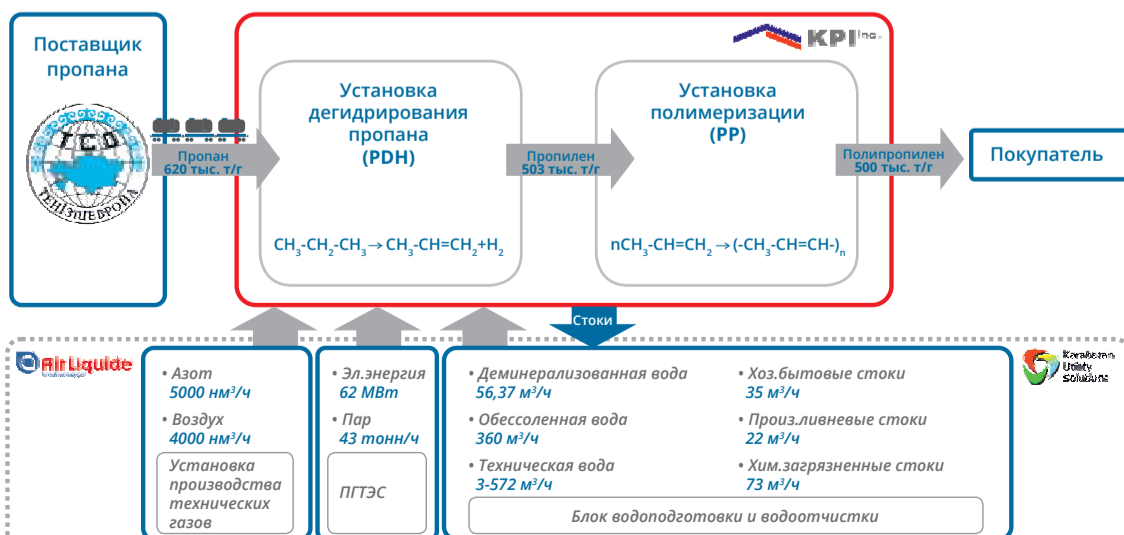 Поставщик
пропана
ТСО
ТЕНІЗШЕВРОЙЛ
Пропан
620 тыс. т/г
KPI Inc.
Установка
дегидрирования
пропана
(PDH)
CH₃-CH₂-CH₃→CH₃-CH=CH₂+H₂
Пропилен
503 тыс. т/г
Установка
полимеризации
(PP)
nCH₃-CH=CH₂→(-CH₃-CH=CH-)ₙ
Полипропилен
500 тыс. т/г
Покупатель
Стоки
Air Liquide
• Азот
5000 нм³/ч
• Воздух
4000 нм³/ч
Установка
производства
технических
газов
• Эл.энергия
62 МВт
• Пар
43 тонн/ч
ПГТЭС
• Деминерализованная вода
56,37 м³/ч
• Обессоленная вода
360 м³/ч
• Техническая вода
3-572 м³/ч
• Хоз.бытовые стоки
35 м³/ч
• Произ.ливневые стоки
22 м³/ч
• Хим.загрязненные стоки
73 м³/ч
Блок водоподготовки и водоотчистки
Karabatan
Utility
Solutions